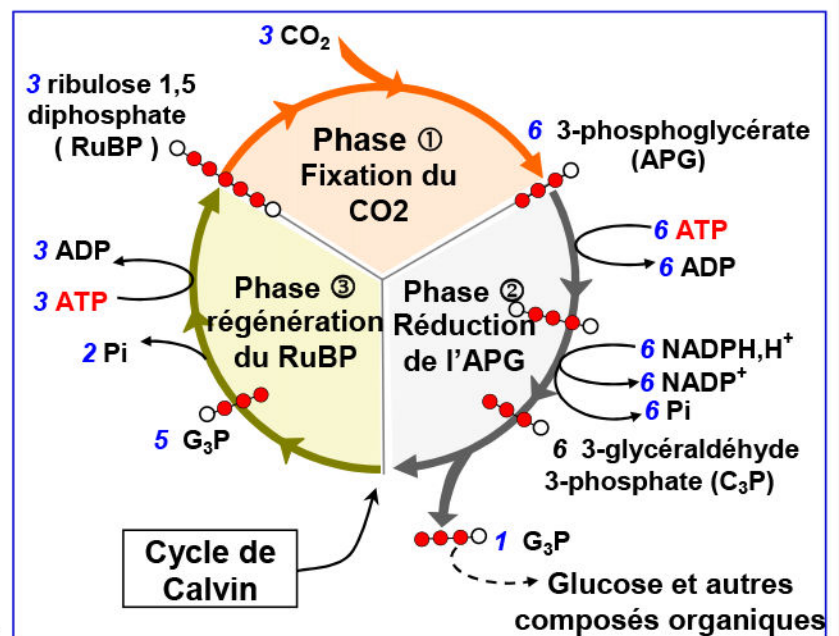 3 CO₂
3 ribulose 1,5
diphosphate
( RuBP )
Phase ①
Fixation du
CO2
6 3-phosphoglycérate
(APG)
6 ATP
6 ADP
Phase ②
Réduction
de l'APG
6 NADPH,H⁺
6 NADP⁺
6 Pi
6 3-glycéraldéhyde
3-phosphate (C₃P)
1 G₃P
Glucose et autres
composés organiques
Phase ③
régénération
du RuBP
5 G₃P
2 Pi
3 ATP
3 ADP
Cycle de
Calvin